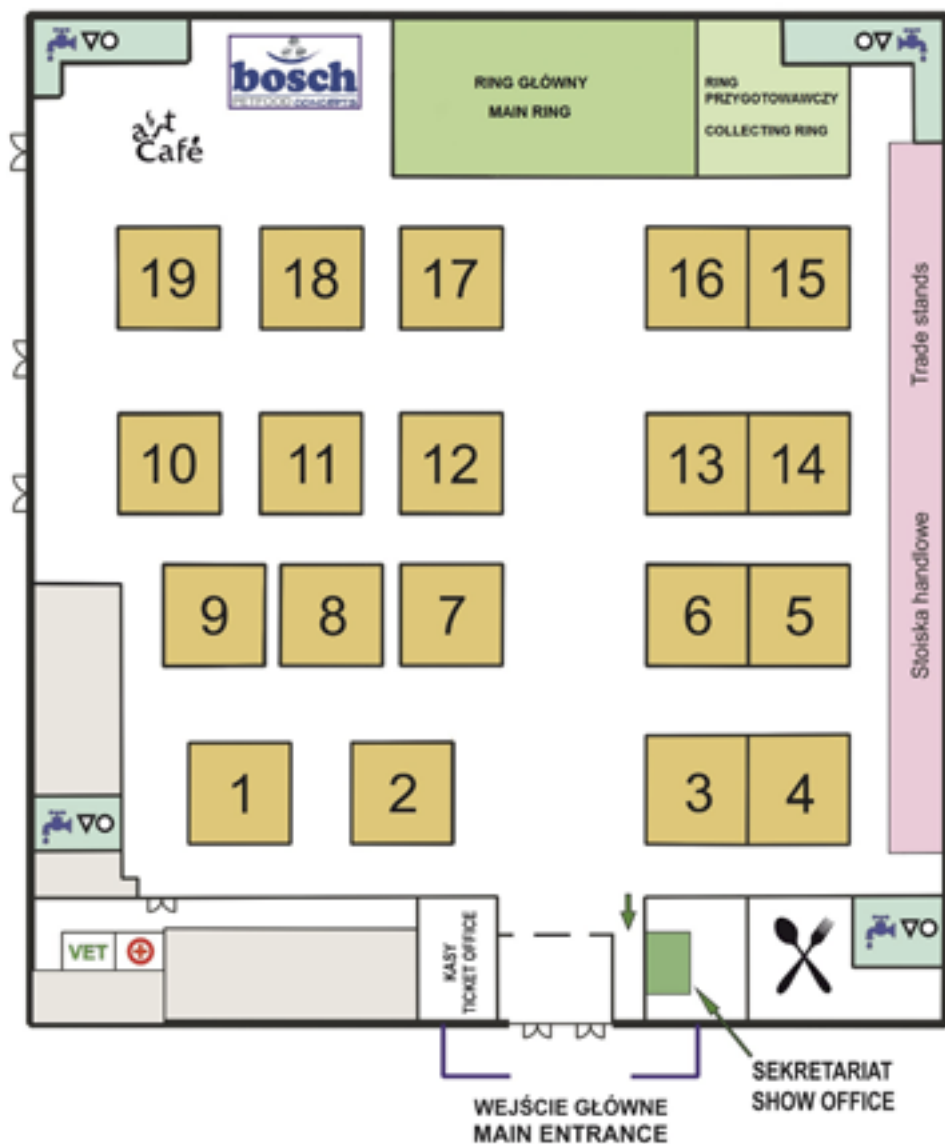 bosch
PETFOOD CONCEPTS
art
Café
RING GŁÓWNY
MAIN RING
RING
PRZYGOTOWAWCZY
COLLECTING RING
19
18
17
16
15
Trade stands
10
11
12
13
14
Stoiska handlowe
9
8
7
6
5
1
2
3
4
VET
KASY
TICKET OFFICE
SEKRETARIAT
SHOW OFFICE
WEJŚCIE GŁÓWNE
MAIN ENTRANCE